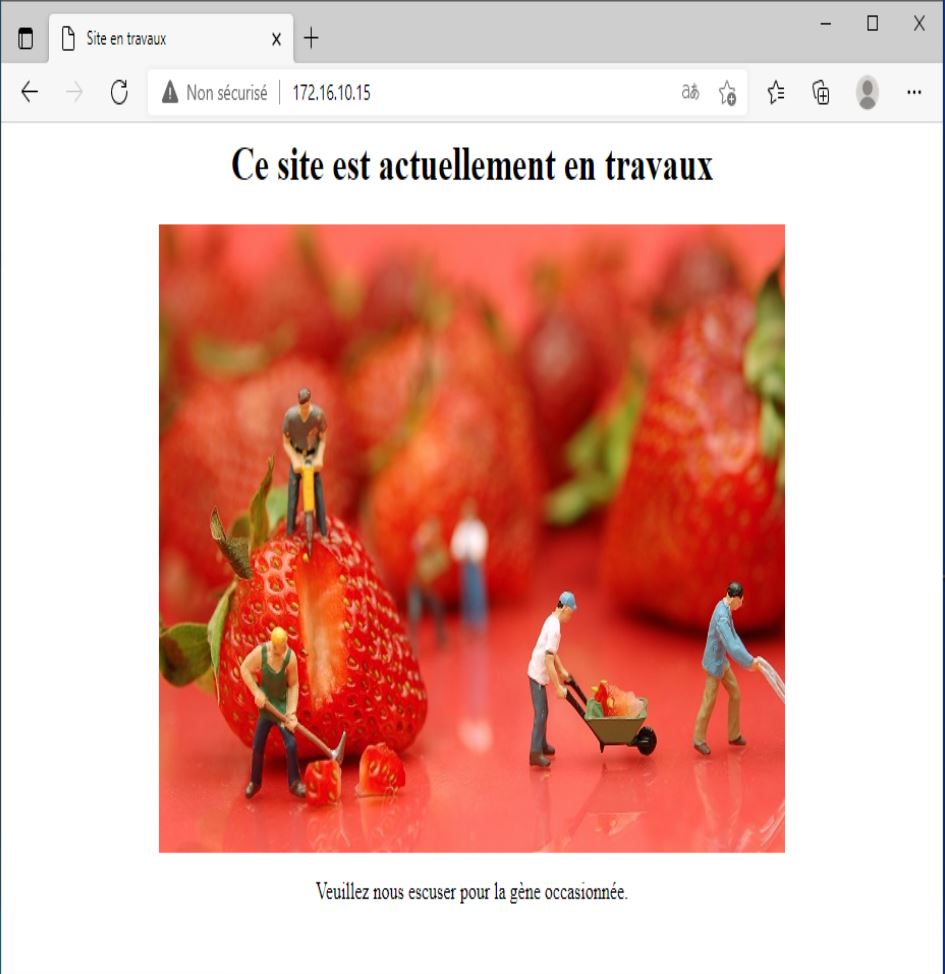 Site en travaux
Non sécurisé 172.16.10.15
Ce site est actuellement en travaux
Veuillez nous escuser pour la gène occasionnée.